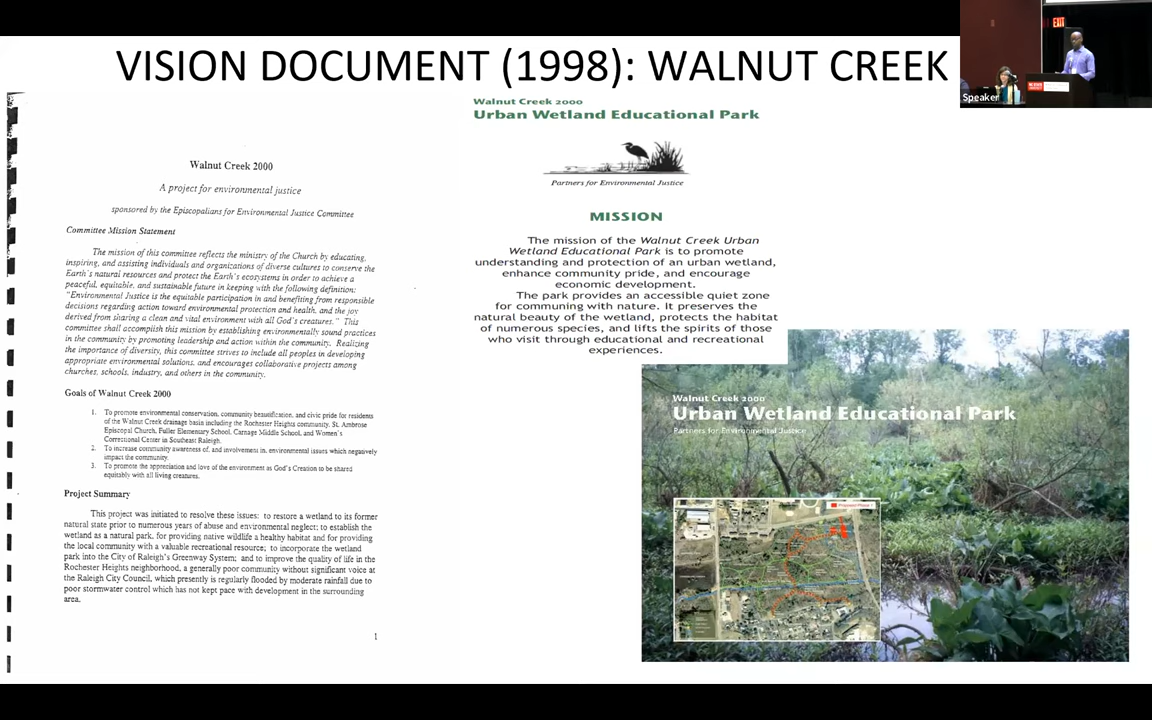 VISION DOCUMENT (1998): WALNUT CREEK
EXIT
Speaker
Walnut Creek 2000
A project for environmental justice
sponsored by the Episcopalians for Environmental Justice Committee
Committee Mission Statement
The mission of this committee reflects the ministry of the Church by educating,
inspiring, and assisting individuals and organizations of diverse cultures to conserve the
Earth's natural resources and protect the Earth's ecosystems in order to achieve a
peaceful, equitable, and sustainable future in keeping with the following definition:
"Environmental Justice is the equitable participation in and benefiting from responsible
decisions regarding action toward environmental protection and health, and the joy
derived from sharing a clean and vital environment with all God's creatures." This
committee shall accomplish this mission by establishing environmentally sound practices
in the community by promoting leadership and action within the community. Realizing
the importance of diversity, this committee strives to include all peoples in developing
appropriate environmental solutions, and encourages collaborative projects among
churches, schools, industry, and others in the community.
Goals of Walnut Creek 2000
1. To promote environmental conservation, community beautification, and civic pride for residents
of the Walnut Creek drainage basin including the Rochester Heights community, St. Ambrose
Episcopal Church, Fuller Elementary School, Carnage Middle School, and Women's
Correctional Center in Southeast Raleigh.
2. To increase community awareness of, and involvement in, environmental issues which negatively
impact the community.
3. To promote the appreciation and love of the environment as God's Creation to be shared
equitably with all living creatures.
Project Summary
This project was initiated to resolve these issues: to restore a wetland to its former
natural state prior to numerous years of abuse and environmental neglect; to establish the
wetland as a natural park, for providing native wildlife a healthy habitat and for providing
the local community with a valuable recreational resource; to incorporate the wetland
park into the City of Raleigh's Greenway System; and to improve the quality of life in the
Rochester Heights neighborhood, a generally poor community without significant voice at
the Raleigh City Council, which presently is regularly flooded by moderate rainfall due to
poor stormwater control which has not kept pace with development in the surrounding
area.
1
Walnut Creek 2000
Urban Wetland Educational Park
Partners for Environmental Justice
MISSION
The mission of the Walnut Creek Urban
Wetland Educational Park is to promote
understanding and protection of an urban wetland,
enhance community pride, and encourage
economic development.
The park provides an accessible quiet zone
for communing with nature. It preserves the
natural beauty of the wetland, protects the habitat
of numerous species, and lifts the spirits of those
who visit through educational and recreational
experiences.
Walnut Creek 2000
Urban Wetland Educational Park
Partners for Environmental Justice